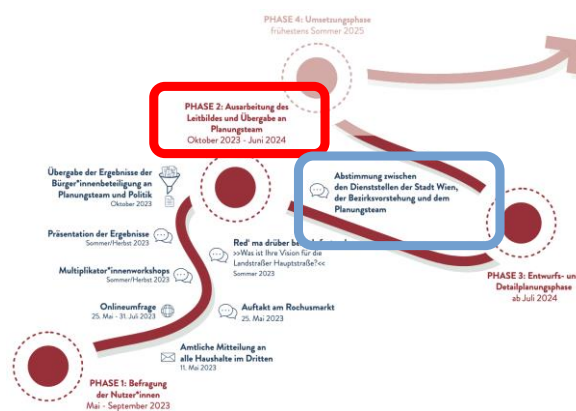 PHASE 4: Umsetzungsphase
frühestens Sommer 2025
PHASE 2: Ausarbeitung des
Leitbildes und Übergabe an
Planungsteam
Oktober 2023 - Juni 2024
Übergabe der Ergebnisse der
Bürger*innenbeteiligung an
Planungsteam und Politik
Oktober 2023
Abstimmung zwischen
den Dienststellen der Stadt Wien,
der Bezirksvorstehung und dem
Planungsteam
Präsentation der Ergebnisse
Sommer/Herbst 2023
Red' ma drüber
>>Was ist Ihre Vision für die
Landstraßer Hauptstraße?<<
Sommer 2023
Multiplikator*innenworkshops
Sommer/Herbst 2023
PHASE 3: Entwurfs- un
Detailplanungsphase
ab Juli 2024
Onlineumfrage
25. Mai - 31. Juli 2023
Auftakt am Rochusmarkt
25. Mai 2023
Amtliche Mitteilung an
alle Haushalte im Dritten
11. Mai 2023
PHASE 1: Befragung
der Nutzer*innen
Mai - September 2023